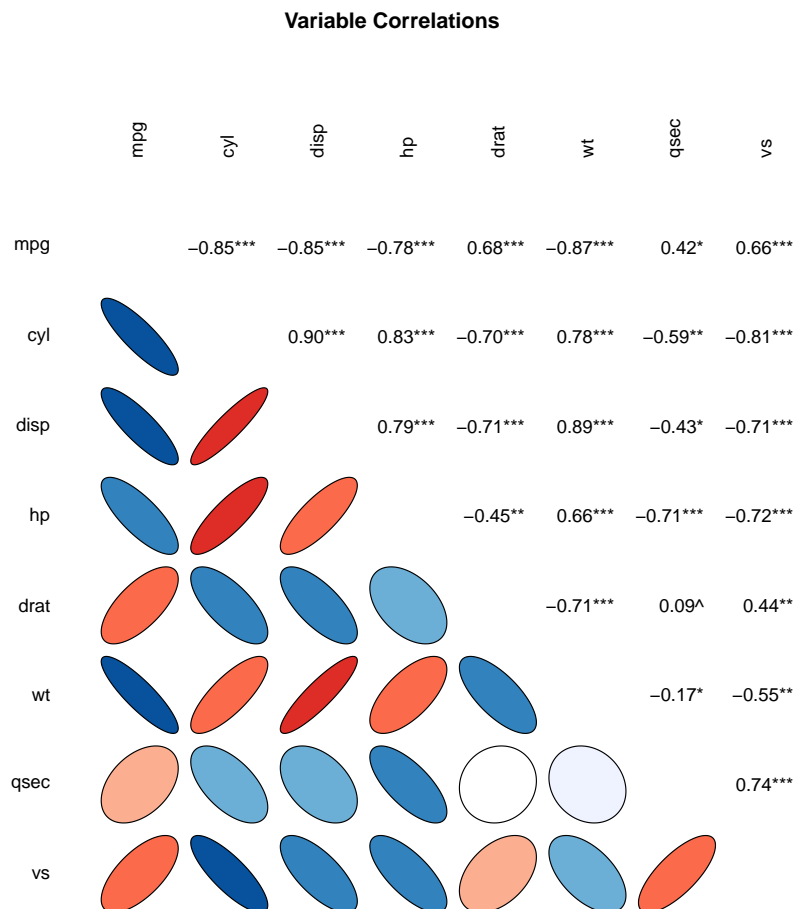 Variable Correlations
mpg cyl disp hp drat wt qsec vs
mpg −0.85*** −0.85*** −0.78*** 0.68*** −0.87*** 0.42* 0.66***
cyl 0.90*** 0.83*** −0.70*** 0.78*** −0.59** −0.81***
disp 0.79*** −0.71*** 0.89*** −0.43* −0.71***
hp −0.45** 0.66*** −0.71*** −0.72***
drat −0.71*** 0.09^ 0.44**
wt −0.17* −0.55**
qsec 0.74***
vs